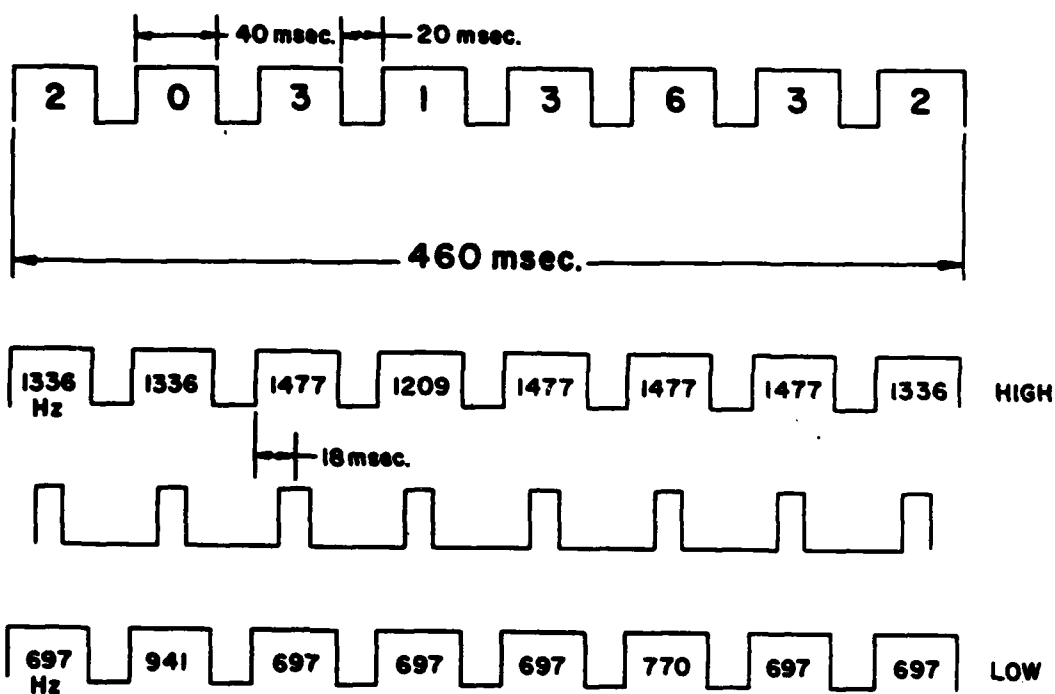 40 msec. 20 msec.
2 0 3 1 3 6 3 2
460 msec.
1336 1336 1477 1209 1477 1477 1477 1336 HIGH
Hz
18 msec.
697 941 697 697 697 770 697 697 LOW
Hz